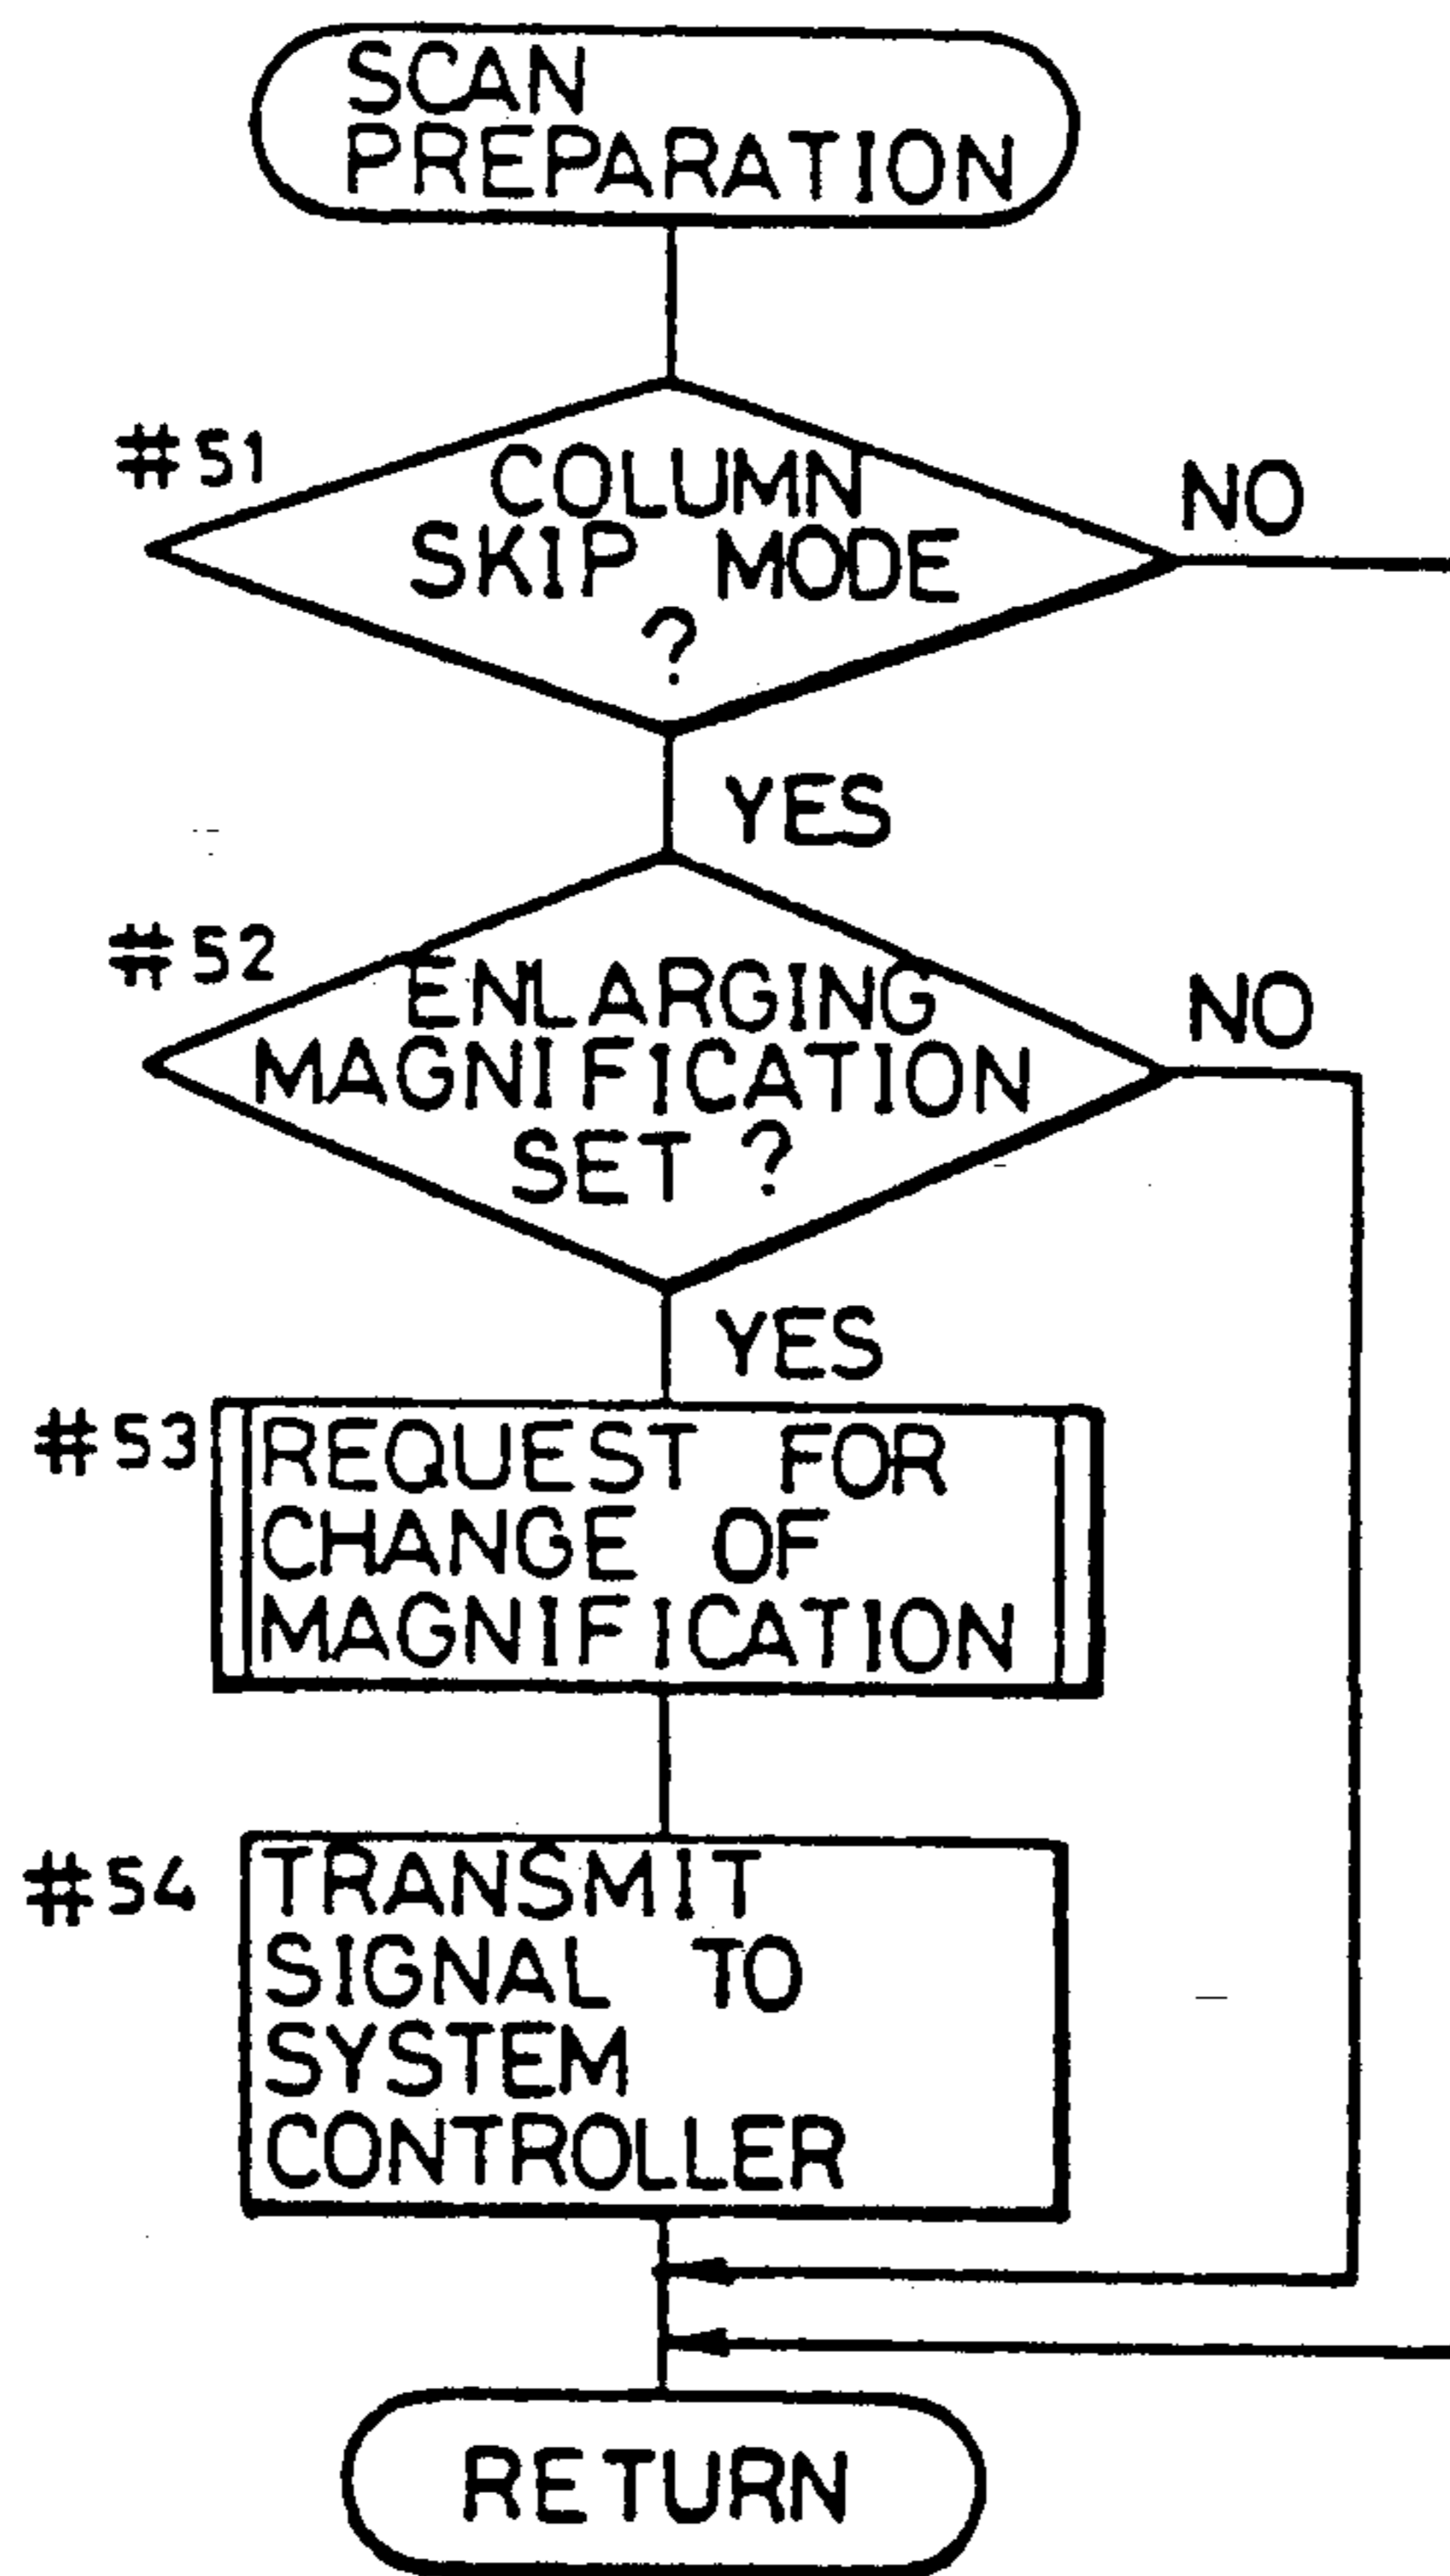 SCAN
PREPARATION
#51
COLUMN
SKIP MODE
?
NO
YES
#52
ENLARGING
MAGNIFICATION
SET ?
NO
YES
#53
REQUEST FOR
CHANGE OF
MAGNIFICATION
#54
TRANSMIT
SIGNAL TO
SYSTEM
CONTROLLER
RETURN